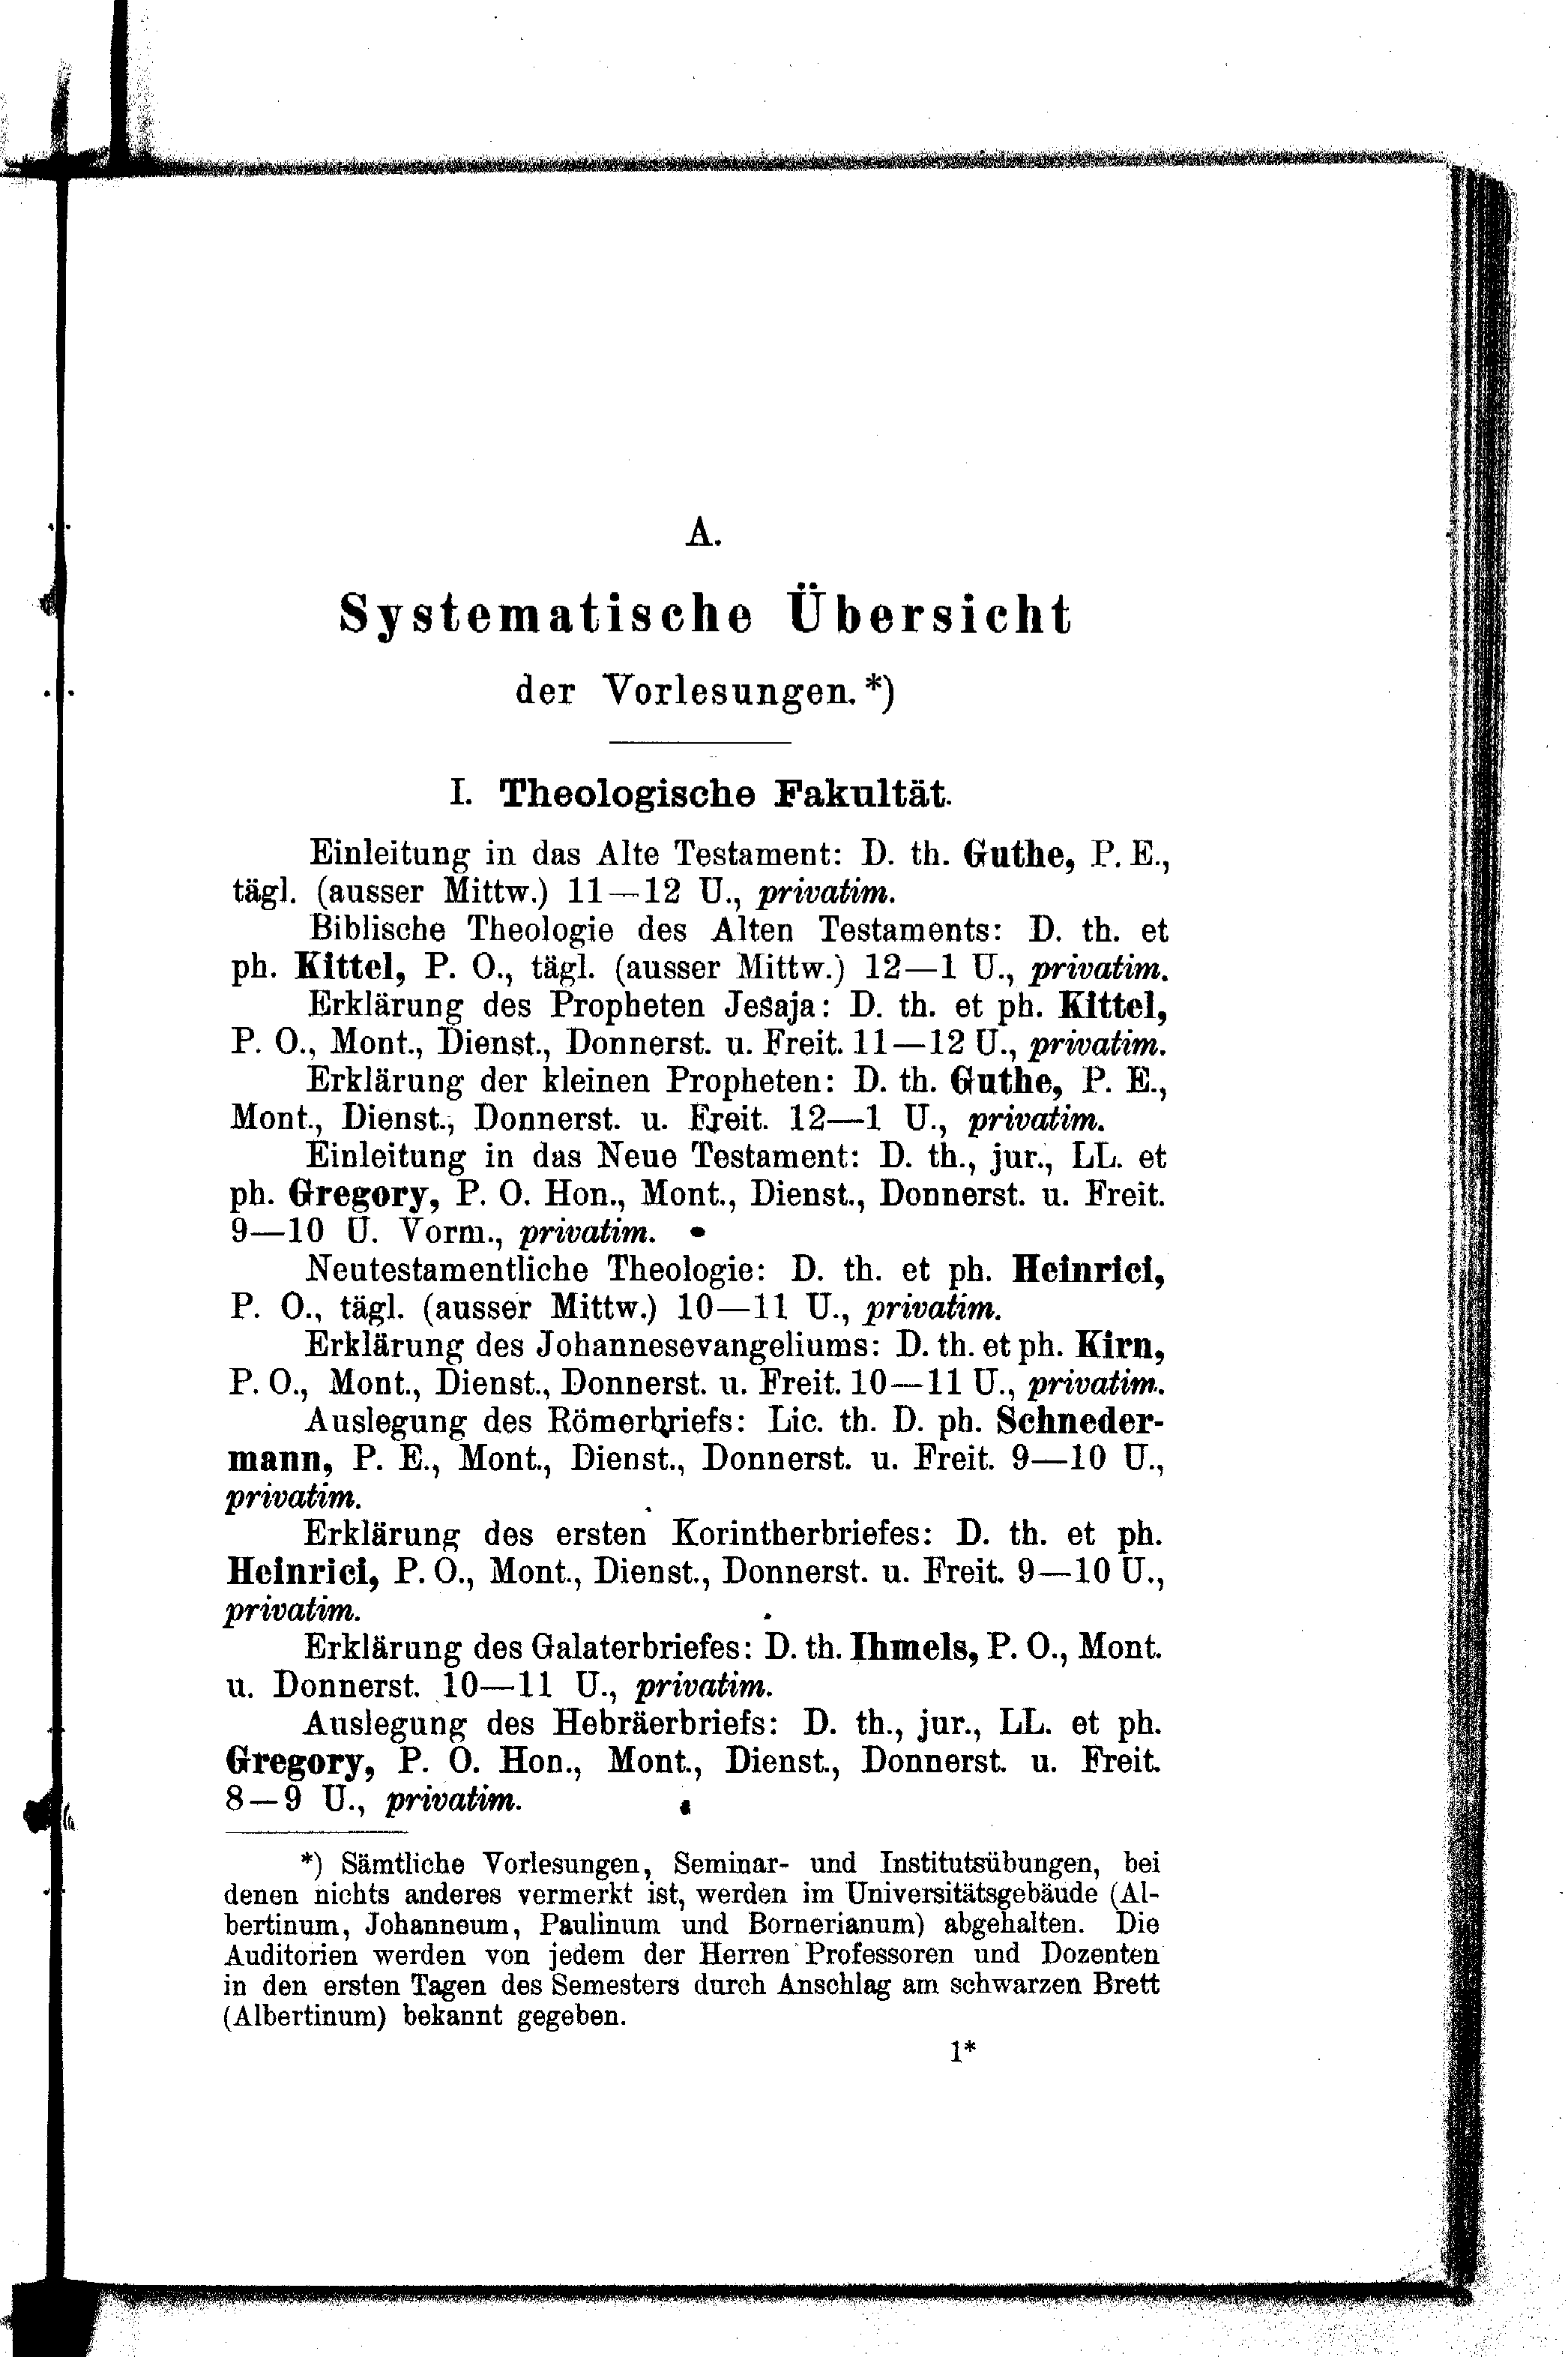 A.
Systematische Übersicht
der Vorlesungen.*)
I. Theologische Fakultät.
Einleitung in das Alte Testament: D. th. Guthe, P. E.,
tägl. (ausser Mittw.) 11—12 U., privatim.
Biblische Theologie des Alten Testaments: D. th. et
ph. Kittel, P. O., tägl. (ausser Mittw.) 12—1 U., privatim.
Erklärung des Propheten Jesaja: D. th. et ph. Kittel,
P. O., Mont., Dienst., Donnerst. u. Freit. 11—12 U., privatim.
Erklärung der kleinen Propheten: D. th. Guthe, P. E.,
Mont., Dienst., Donnerst. u. Freit. 12—1 U., privatim.
Einleitung in das Neue Testament: D. th., jur., LL. et
ph. Gregory, P. O. Hon., Mont., Dienst., Donnerst. u. Freit.
9—10 U. Vorm., privatim.
Neutestamentliche Theologie: D. th. et ph. Heinrici,
P. O., tägl. (ausser Mittw.) 10—11 U., privatim.
Erklärung des Johannesevangeliums: D. th. et ph. Kirn,
P. O., Mont., Dienst., Donnerst. u. Freit. 10—11 U., privatim.
Auslegung des Römerbriefs: Lic. th. D. ph. Schneder-
mann, P. E., Mont., Dienst., Donnerst. u. Freit. 9—10 U.,
privatim.
Erklärung des ersten Korintherbriefes: D. th. et ph.
Heinrici, P. O., Mont., Dienst., Donnerst. u. Freit. 9—10 U.,
privatim.
Erklärung des Galaterbriefes: D. th. Ihmels, P. O., Mont.
u. Donnerst. 10—11 U., privatim.
Auslegung des Hebräerbriefs: D. th., jur., LL. et ph.
Gregory, P. O. Hon., Mont., Dienst., Donnerst. u. Freit.
8—9 U., privatim.
*) Sämtliche Vorlesungen, Seminar- und Institutsübungen, bei
denen nichts anderes vermerkt ist, werden im Universitätsgebäude (Al-
bertinum, Johanneum, Paulinum und Bornerianum) abgehalten. Die
Auditorien werden von jedem der Herren Professoren und Dozenten
in den ersten Tagen des Semesters durch Anschlag am schwarzen Brett
(Albertinum) bekannt gegeben.
1*